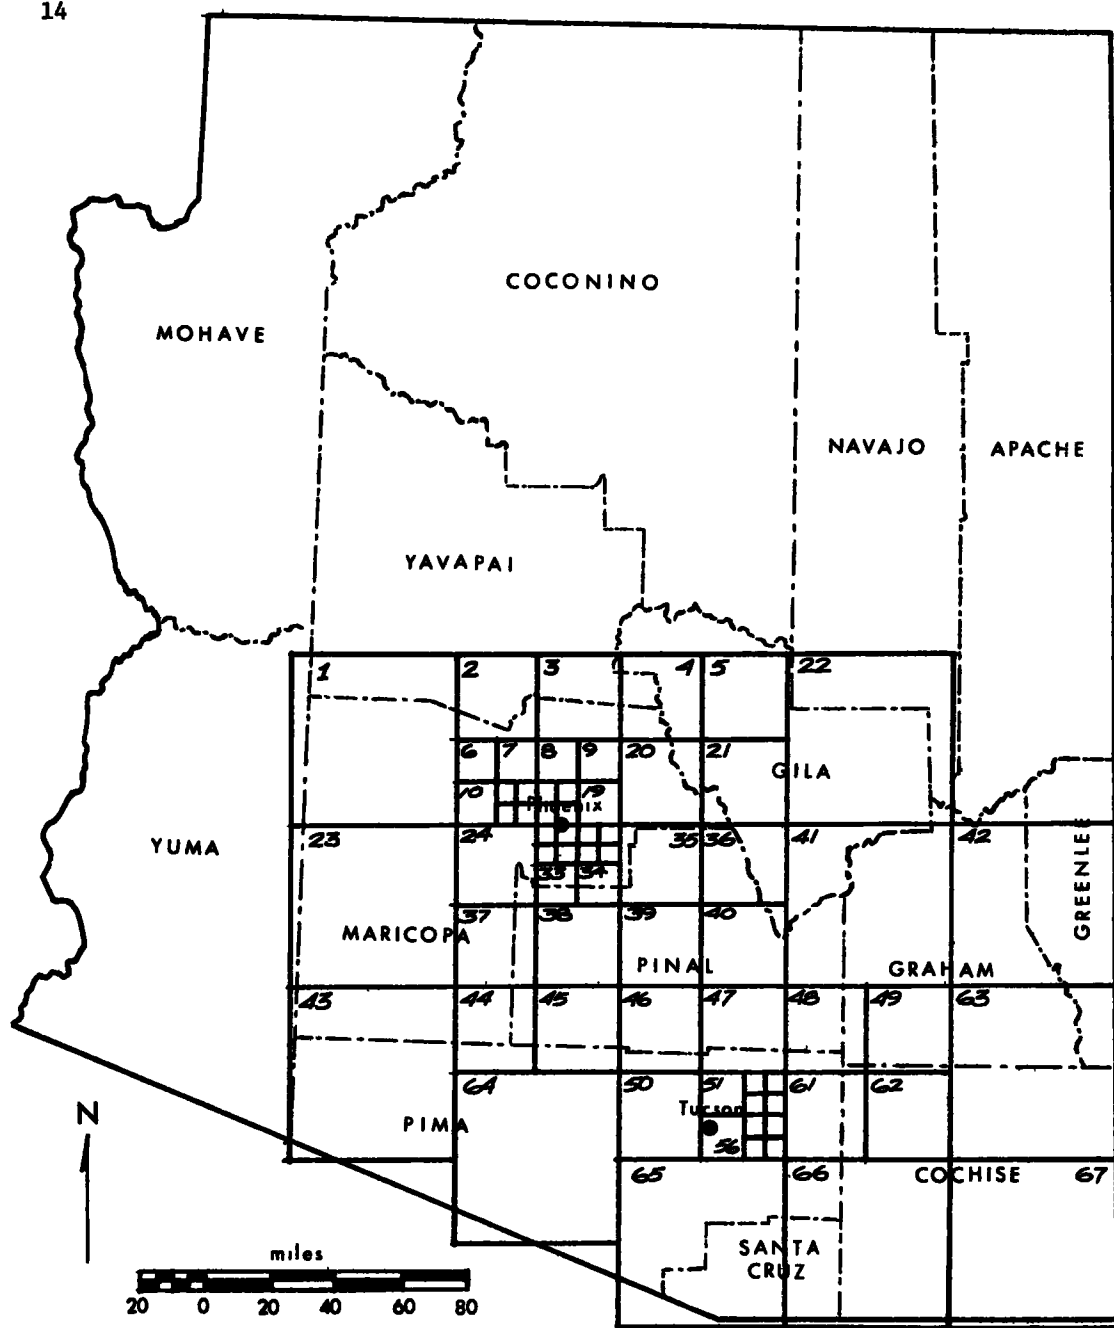 14
COCONINO
MOHAVE
NAVAJO APACHE
YAVAPAI
1 2 3 4 5 22
6 7 8 9 20 21
GILA
10 19
Phoenix
23 24 35 36 41 42
YUMA
GREENLEE
33 34
37 38 39 40
MARICOPA
PINAL GRAHAM
43 44 45 46 47 48 49 63
64 50 51 61 62
Tucson
PIMA
56
N
65 66 COCHISE 67
miles
SANTA
CRUZ
20 0 20 40 60 80